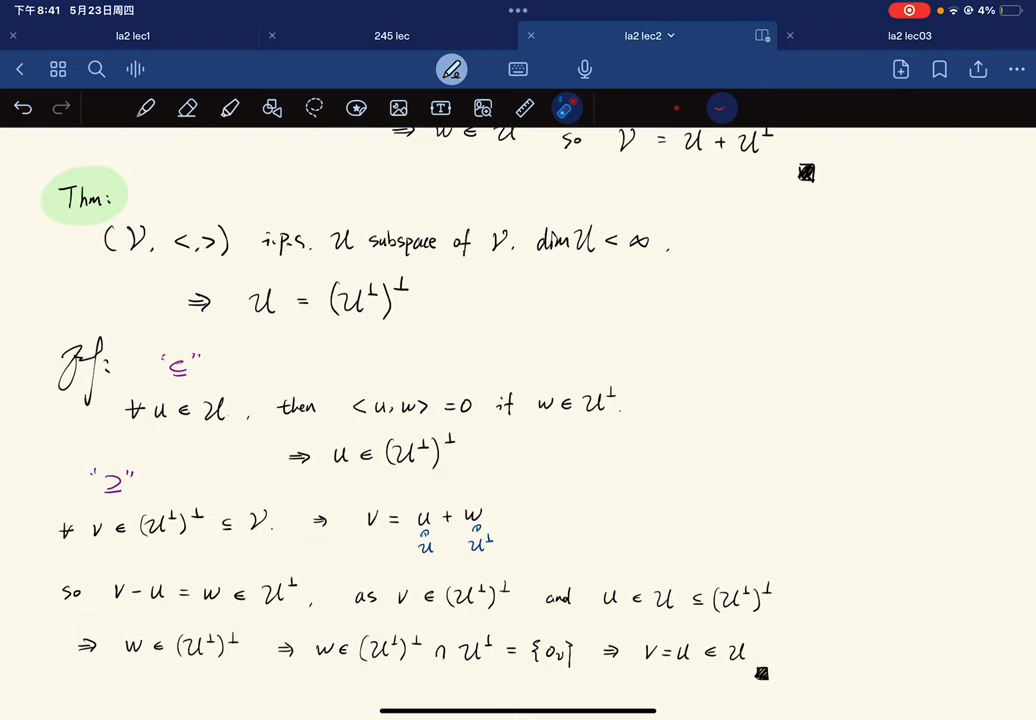 下午8:41 5月23日周四 4%
la2 lec1 245 lec la2 lec2 la2 lec03
⇒ w ∈ U so V = U + U⊥
Thm:
(V, <,>) i.p.s. U subspace of V. dim U < ∞.
⇒ U = (U⊥)⊥
Pf:
"⊆"
∀ u ∈ U, then <u, w> = 0 if w ∈ U⊥.
⇒ u ∈ (U⊥)⊥
"⊇"
∀ v ∈ (U⊥)⊥ ⊆ V. ⇒ v = u + w
∈ U ∈ U⊥
so v - u = w ∈ U⊥, as v ∈ (U⊥)⊥ and u ∈ U ≤ (U⊥)⊥
⇒ w ∈ (U⊥)⊥ ⇒ w ∈ (U⊥)⊥ ∩ U⊥ = {0v} ⇒ v = u ∈ U